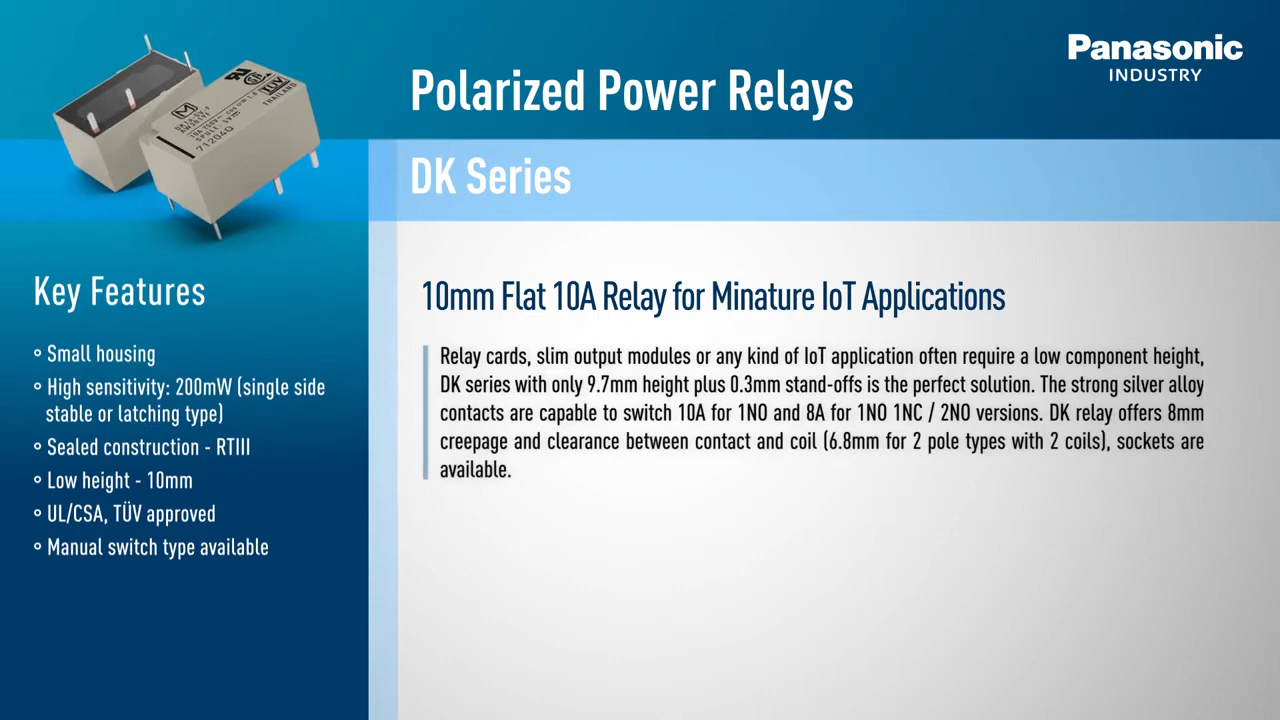 Panasonic
INDUSTRY
Polarized Power Relays
DK Series
THAILAND
71204Q
Key Features
Small housing
High sensitivity: 200mW (single side
stable or latching type)
Sealed construction - RTIII
Low height - 10mm
UL/CSA, TÜV approved
Manual switch type available
10mm Flat 10A Relay for Minature IoT Applications
Relay cards, slim output modules or any kind of IoT application often require a low component height,
DK series with only 9.7mm height plus 0.3mm stand-offs is the perfect solution. The strong silver alloy
contacts are capable to switch 10A for 1NO and 8A for 1NO 1NC / 2NO versions. DK relay offers 8mm
creepage and clearance between contact and coil (6.8mm for 2 pole types with 2 coils), sockets are
available.